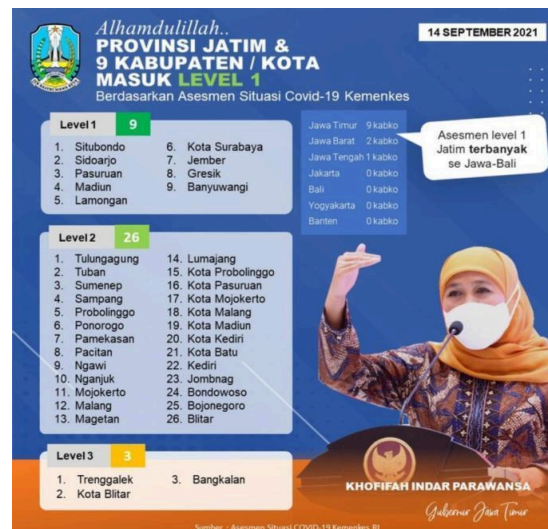 Alhamdulillah..
PROVINSI JATIM &
9 KABUPATEN / KOTA
MASUK LEVEL 1
Berdasarkan Asesmen Situasi Covid-19 Kemenkes
14 SEPTEMBER 2021
Level 1 9
1. Situbondo
2. Sidoarjo
3. Pasuruan
4. Madiun
5. Lamongan
6. Kota Surabaya
7. Jember
8. Gresik
9. Banyuwangi
Jawa Timur 9 kabko
Jawa Barat 2 kabko
Jawa Tengah 1 kabko
Jakarta 0 kabko
Bali 0 kabko
Yogyakarta 0 kabko
Banten 0 kabko
Asesmen level 1
Jatim terbanyak
se Jawa-Bali
Level 2 26
1. Tulungagung
2. Tuban
3. Sumenep
4. Sampang
5. Probolinggo
6. Ponorogo
7. Pamekasan
8. Pacitan
9. Ngawi
10. Nganjuk
11. Mojokerto
12. Malang
13. Magetan
14. Lumajang
15. Kota Probolinggo
16. Kota Pasuruan
17. Kota Mojokerto
18. Kota Malang
19. Kota Madiun
20. Kota Kediri
21. Kota Batu
22. Kediri
23. Jombnag
24. Bondowoso
25. Bojonegoro
26. Blitar
Level 3 3
1. Trenggalek
2. Kota Blitar
3. Bangkalan
KHOFIFAH INDAR PARAWANSA
Gubernur Jawa Timur
Sumber : Asesmen Situasi COVID-19 Kemenkes RI